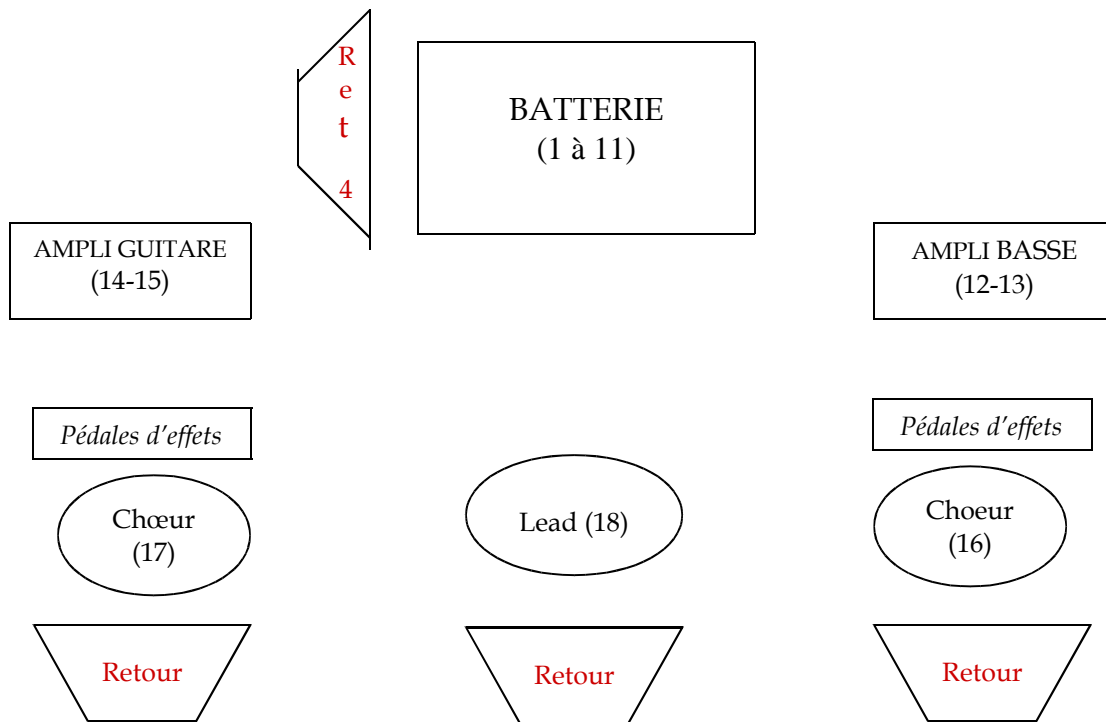 R
e
t
4
BATTERIE
(1 à 11)
AMPLI GUITARE
(14-15)
AMPLI BASSE
(12-13)
Pédales d'effets
Pédales d'effets
Chœur
(17)
Lead (18)
Choeur
(16)
Retour
Retour
Retour